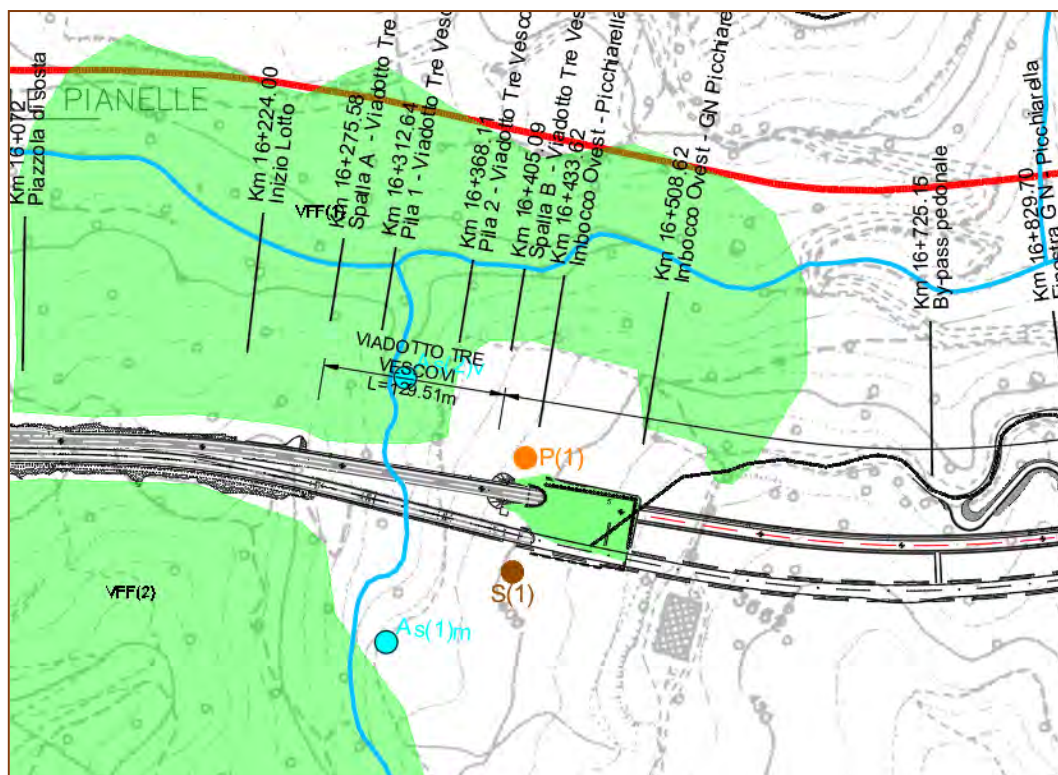 PIANELLE
Km 16+072
Piazzola di sosta
Km 16+224.00
Inizio Lotto
VFF(1)
Km 16+275.58
Spalla A - Viadotto Tre
Km 16+312.64
Pila 1 - Viadotto Tre Vesco
Km 16+368.11
Pila 2 - Viadotto Tre Vesco
Km 16+405.09
Spalla B - Viadotto Tre Ves
Km 16+433.62
Imbocco Ovest - Picchiarella
Km 16+508.62
Imbocco Ovest - GN Picchiare
Km 16+725.15
By-pass pedonale
Km 16+829.70
Finestra GN Picchiarella
VIADOTTO TRE
VESCOVI
L=129.51m
As(2)v
P(1)
S(1)
As(1)m
VFF(2)